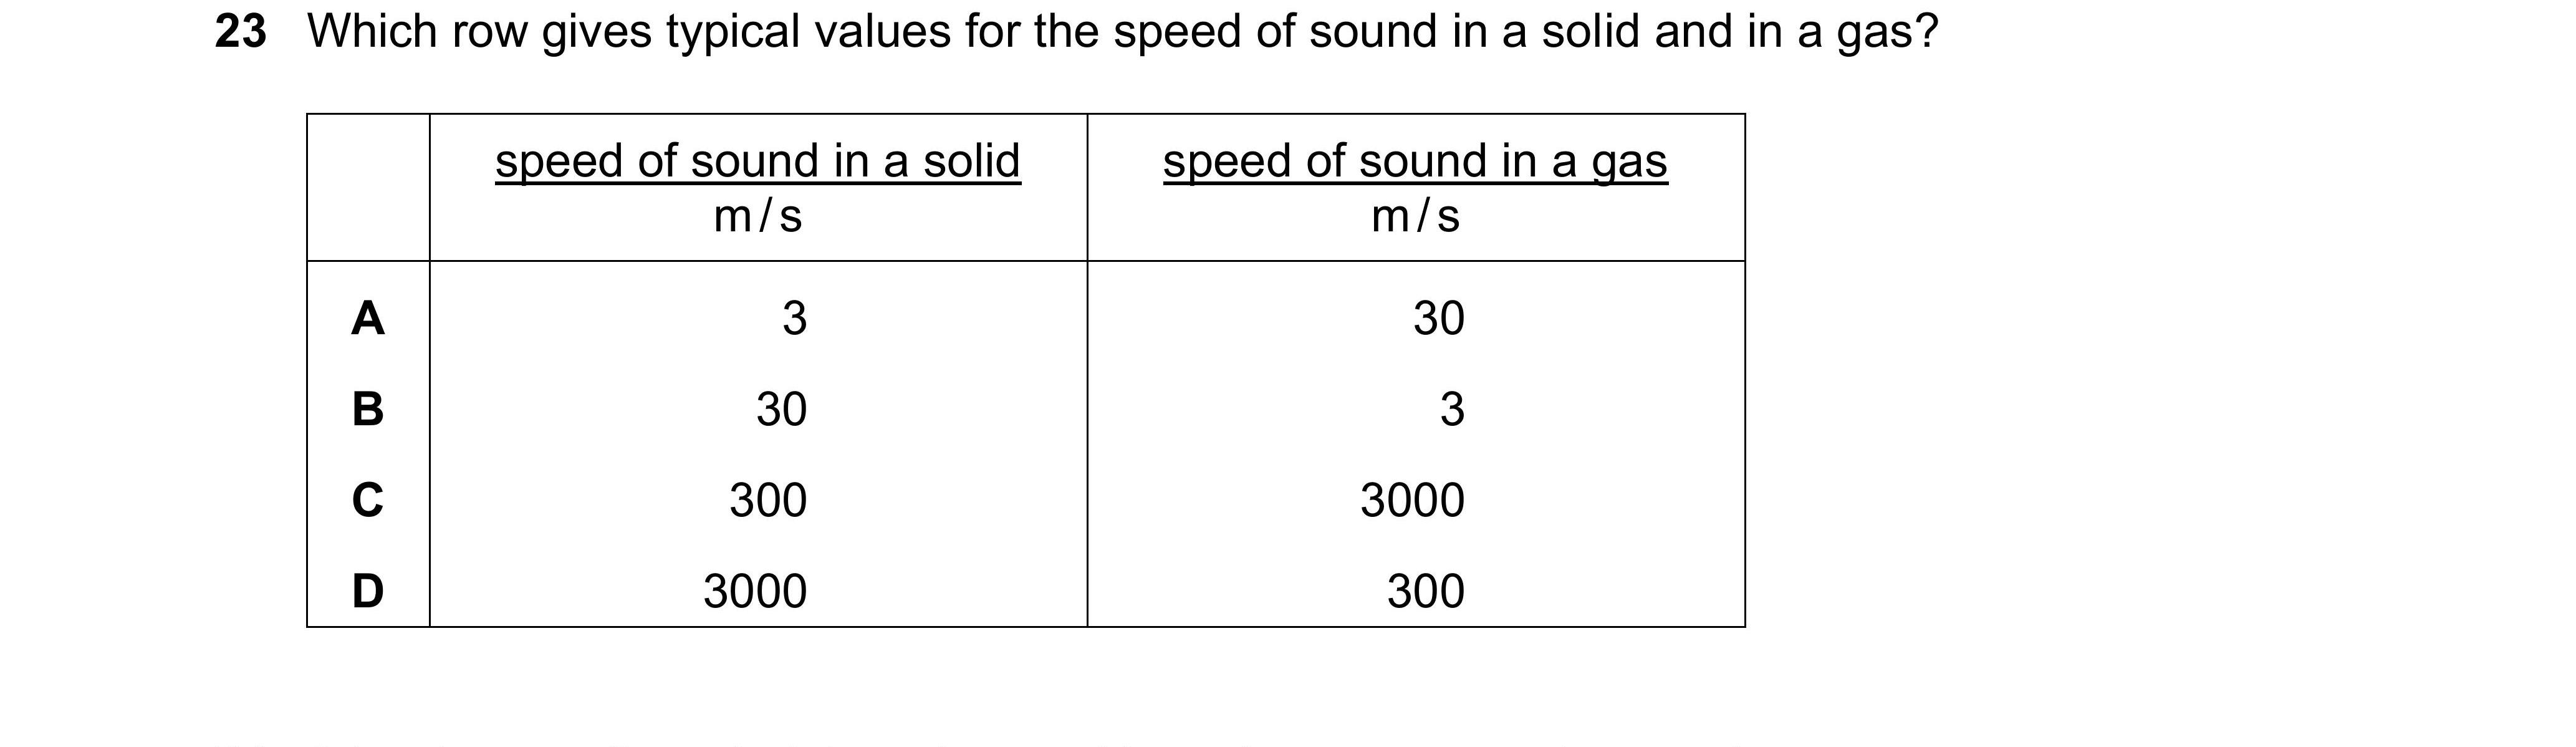 23 Which row gives typical values for the speed of sound in a solid and in a gas?
speed of sound in a solid speed of sound in a gas
m/s m/s
A 3 30
B 30 3
C 300 3000
D 3000 300